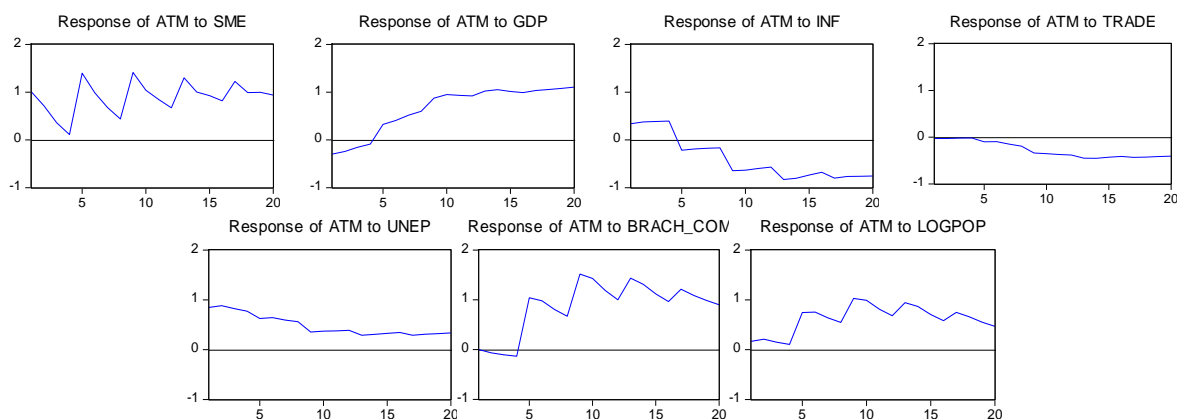 Response of ATM to SME
Response of ATM to GDP
Response of ATM to INF
Response of ATM to TRADE
2
1
0
-1
5 10 15 20
2
1
0
-1
5 10 15 20
2
1
0
-1
5 10 15 20
2
1
0
-1
5 10 15 20
Response of ATM to UNEP
Response of ATM to BRACH_COM
Response of ATM to LOGPOP
2
1
0
-1
5 10 15 20
2
1
0
-1
5 10 15 20
2
1
0
-1
5 10 15 20